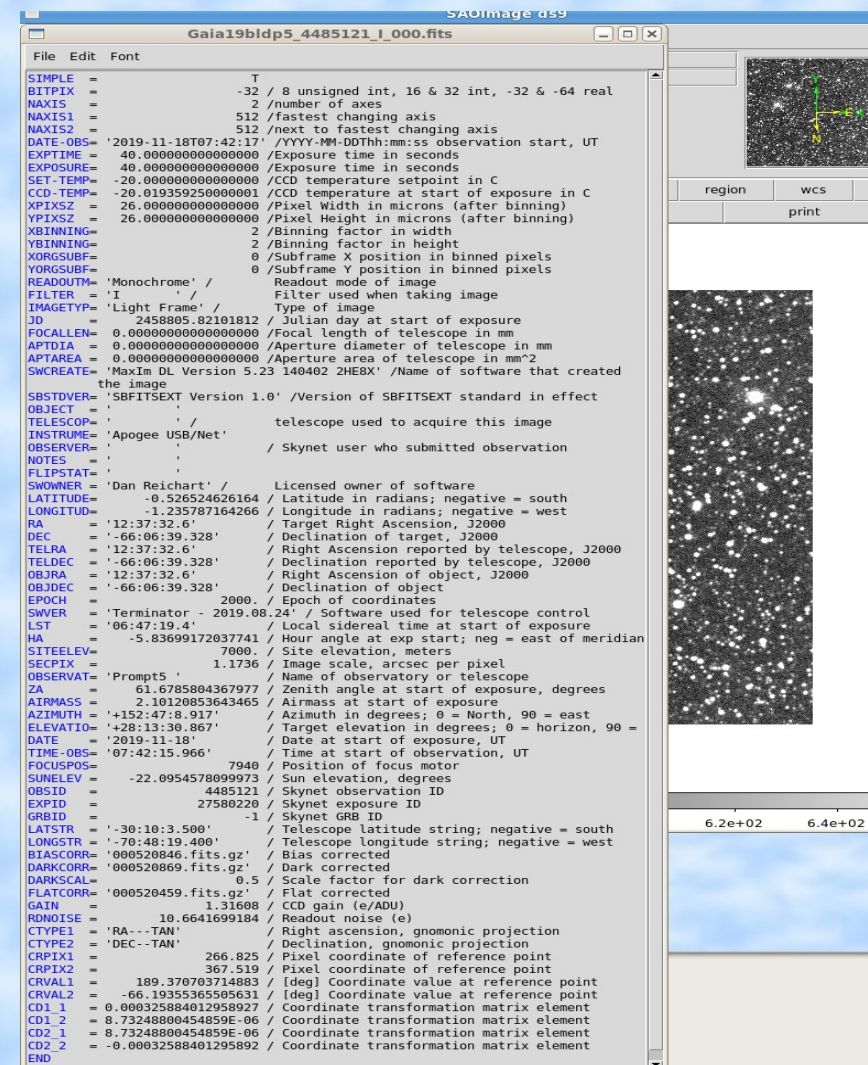 SAOImage ds9
Gaia19bldp5_4485121_I_000.fits
File Edit Font
SIMPLE = T
BITPIX = -32 / 8 unsigned int, 16 & 32 int, -32 & -64 real
NAXIS = 2 /number of axes
NAXIS1 = 512 /fastest changing axis
NAXIS2 = 512 /next to fastest changing axis
DATE-OBS= '2019-11-18T07:42:17' /YYYY-MM-DDThh:mm:ss observation start, UT
EXPTIME = 40.000000000000000 /Exposure time in seconds
EXPOSURE= 40.000000000000000 /Exposure time in seconds
SET-TEMP= -20.000000000000000 /CCD temperature setpoint in C
CCD-TEMP= -20.019359250000001 /CCD temperature at start of exposure in C
XPIXSZ = 26.000000000000000 /Pixel Width in microns (after binning)
YPIXSZ = 26.000000000000000 /Pixel Height in microns (after binning)
XBINNING= 2 /Binning factor in width
YBINNING= 2 /Binning factor in height
XORGSUBF= 0 /Subframe X position in binned pixels
YORGSUBF= 0 /Subframe Y position in binned pixels
READOUTM= 'Monochrome' / Readout mode of image
FILTER = 'I ' / Filter used when taking image
IMAGETYP= 'Light Frame' / Type of image
JD = 2458805.82101812 / Julian day at start of exposure
FOCALLEN= 0.00000000000000000 /Focal length of telescope in mm
APTDIA = 0.00000000000000000 /Aperture diameter of telescope in mm
APTAREA = 0.00000000000000000 /Aperture area of telescope in mm^2
SWCREATE= 'MaxIm DL Version 5.23 140402 2HE8X' /Name of software that created
the image
SBSTDVER= 'SBFITSEXT Version 1.0' /Version of SBFITSEXT standard in effect
OBJECT = ' '
TELESCOP= ' ' / telescope used to acquire this image
INSTRUME= 'Apogee USB/Net'
OBSERVER= ' ' / Skynet user who submitted observation
NOTES = ' '
FLIPSTAT= ' '
SWOWNER = 'Dan Reichart' / Licensed owner of software
LATITUDE= -0.526524626164 / Latitude in radians; negative = south
LONGITUD= -1.235787164266 / Longitude in radians; negative = west
RA = '12:37:32.6' / Target Right Ascension, J2000
DEC = '-66:06:39.328' / Declination of target, J2000
TELRA = '12:37:32.6' / Right Ascension reported by telescope, J2000
TELDEC = '-66:06:39.328' / Declination reported by telescope, J2000
OBJRA = '12:37:32.6' / Right Ascension of object, J2000
OBJDEC = '-66:06:39.328' / Declination of object
EPOCH = 2000. / Epoch of coordinates
SWVER = 'Terminator - 2019.08.24' / Software used for telescope control
LST = '06:47:19.4' / Local sidereal time at start of exposure
HA = -5.83699172037741 / Hour angle at exp start; neg = east of meridian
SITEELEV= 7000. / Site elevation, meters
SECPIX = 1.1736 / Image scale, arcsec per pixel
OBSERVAT= 'Prompt5 ' / Name of observatory or telescope
ZA = 61.6785804367977 / Zenith angle at start of exposure, degrees
AIRMASS = 2.10120853643465 / Airmass at start of exposure
AZIMUTH = '+152:47:8.917' / Azimuth in degrees; 0 = North, 90 = east
ELEVATIO= '+28:13:30.867' / Target elevation in degrees; 0 = horizon, 90 =
DATE = '2019-11-18' / Date at start of exposure, UT
TIME-OBS= '07:42:15.966' / Time at start of observation, UT
FOCUSPOS= 7940 / Position of focus motor
SUNELEV = -22.0954578099973 / Sun elevation, degrees
OBSID = 4485121 / Skynet observation ID
EXPID = 27580220 / Skynet exposure ID
GRBID = -1 / Skynet GRB ID
LATSTR = '-30:10:3.500' / Telescope latitude string; negative = south
LONGSTR = '-70:48:19.400' / Telescope longitude string; negative = west
BIASCORR= '000520846.fits.gz' / Bias corrected
DARKCORR= '000520869.fits.gz' / Dark corrected
DARKSCAL= 0.5 / Scale factor for dark correction
FLATCORR= '000520459.fits.gz' / Flat corrected
GAIN = 1.31608 / CCD gain (e/ADU)
RDNOISE = 10.6641699184 / Readout noise (e)
CTYPE1 = 'RA---TAN' / Right ascension, gnomonic projection
CTYPE2 = 'DEC--TAN' / Declination, gnomonic projection
CRPIX1 = 266.825 / Pixel coordinate of reference point
CRPIX2 = 367.519 / Pixel coordinate of reference point
CRVAL1 = 189.370703714883 / [deg] Coordinate value at reference point
CRVAL2 = -66.19355365505631 / [deg] Coordinate value at reference point
CD1_1 = 0.000325884012958927 / Coordinate transformation matrix element
CD1_2 = 8.73248800454859E-06 / Coordinate transformation matrix element
CD2_1 = 8.73248800454859E-06 / Coordinate transformation matrix element
CD2_2 = -0.00032588401295892 / Coordinate transformation matrix element
END
Y
E
X
N
region wcs
print
6.2e+02 6.4e+02